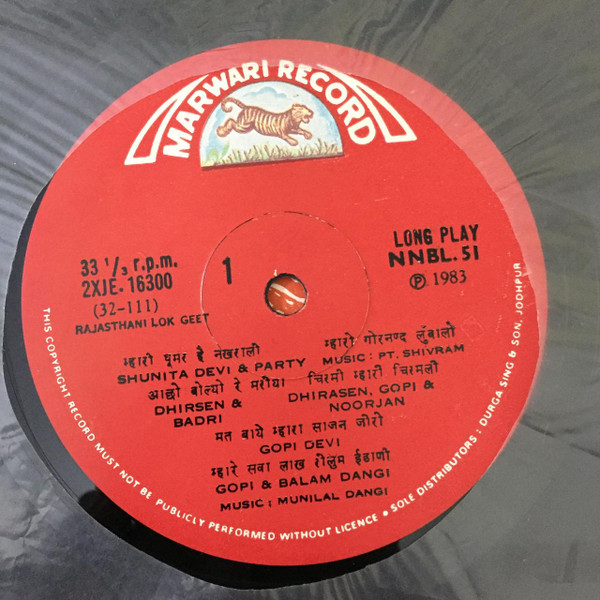 MARWARI RECORD
33 1/3 r.p.m.
2XJE. 16300
(32-111)
RAJASTHANI LOK GEET
1
LONG PLAY
NNBL. 51
Ⓟ 1983
म्हारी घूमर है नखराली
SHUNITA DEVI & PARTY
म्हारो गोरनण्द लुंबालो
MUSIC: PT. SHIVRAM
आछो बोल्यो रे मरीया
DHIRSEN &
BADRI
चिरमी म्हारी चिरमली
DHIRASEN, GOPI &
NOORJAN
मत बाये म्हारा साजन जोरी
GOPI DEVI
म्हारे सवा लाख री लुम ईडाणी
GOPI & BALAM DANGI
MUSIC; MUNILAL DANGI
THIS COPYRIGHT RECORD MUST NOT BE PUBLICLY PERFORMED WITHOUT LICENCE ● SOLE DISTRIBUTORS : DURGA SING & SON, JODHPUR